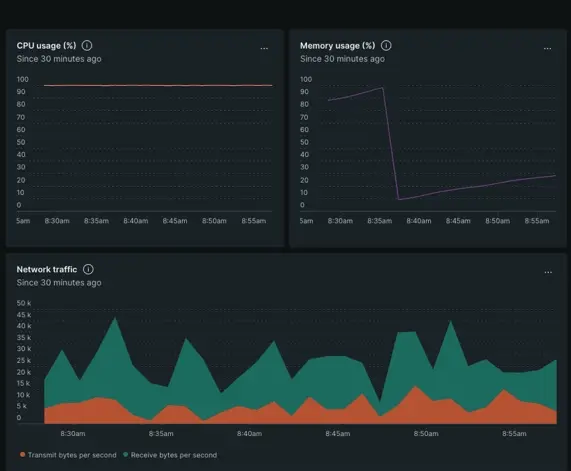 CPU usage (%)
...
Since 30 minutes ago
100
90
80
70
60
50
40
30
20
10
0
5am 8:30am 8:35am 8:40am 8:45am 8:50am 8:55am
Memory usage (%)
...
Since 30 minutes ago
100
90
80
70
60
50
40
30
20
10
0
5am 8:30am 8:35am 8:40am 8:45am 8:50am 8:55am
Network traffic
...
Since 30 minutes ago
50 k
45 k
40 k
35 k
30 k
25 k
20 k
15 k
10 k
5 k
0
8:30am 8:35am 8:40am 8:45am 8:50am 8:55am
Transmit bytes per second Receive bytes per second